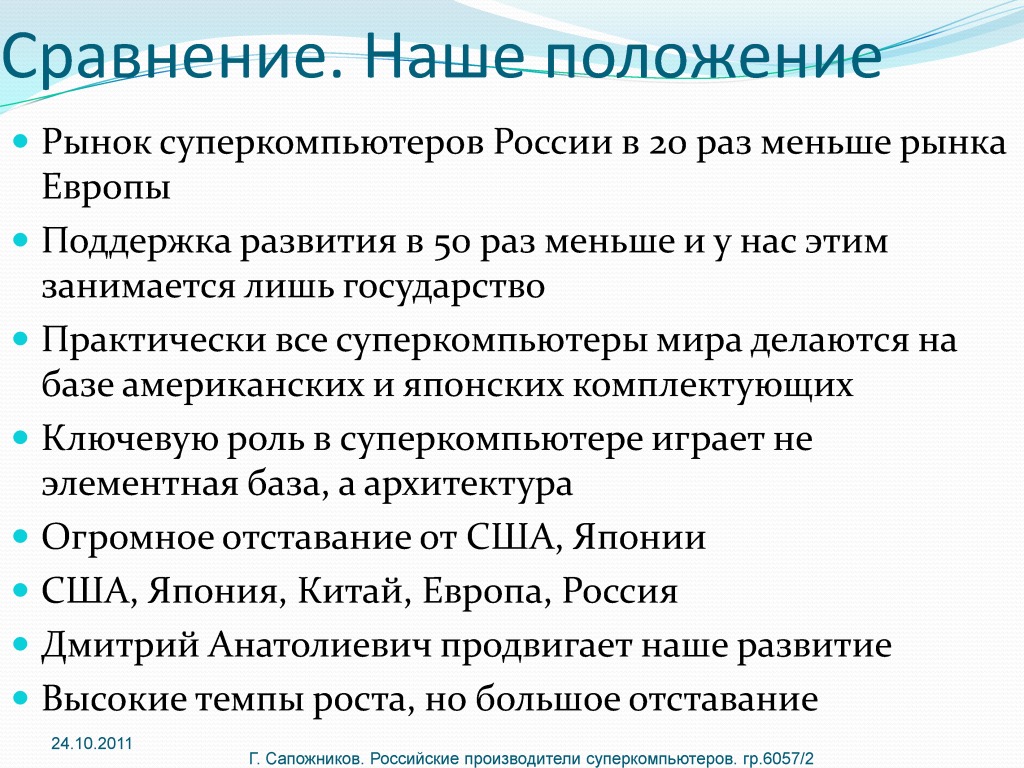 Сравнение. Наше положение
• Рынок суперкомпьютеров России в 20 раз меньше рынка
Европы
• Поддержка развития в 50 раз меньше и у нас этим
занимается лишь государство
• Практически все суперкомпьютеры мира делаются на
базе американских и японских комплектующих
• Ключевую роль в суперкомпьютере играет не
элементная база, а архитектура
• Огромное отставание от США, Японии
• США, Япония, Китай, Европа, Россия
• Дмитрий Анатолиевич продвигает наше развитие
• Высокие темпы роста, но большое отставание
24.10.2011
Г. Сапожников. Российские производители суперкомпьютеров. гр.6057/2